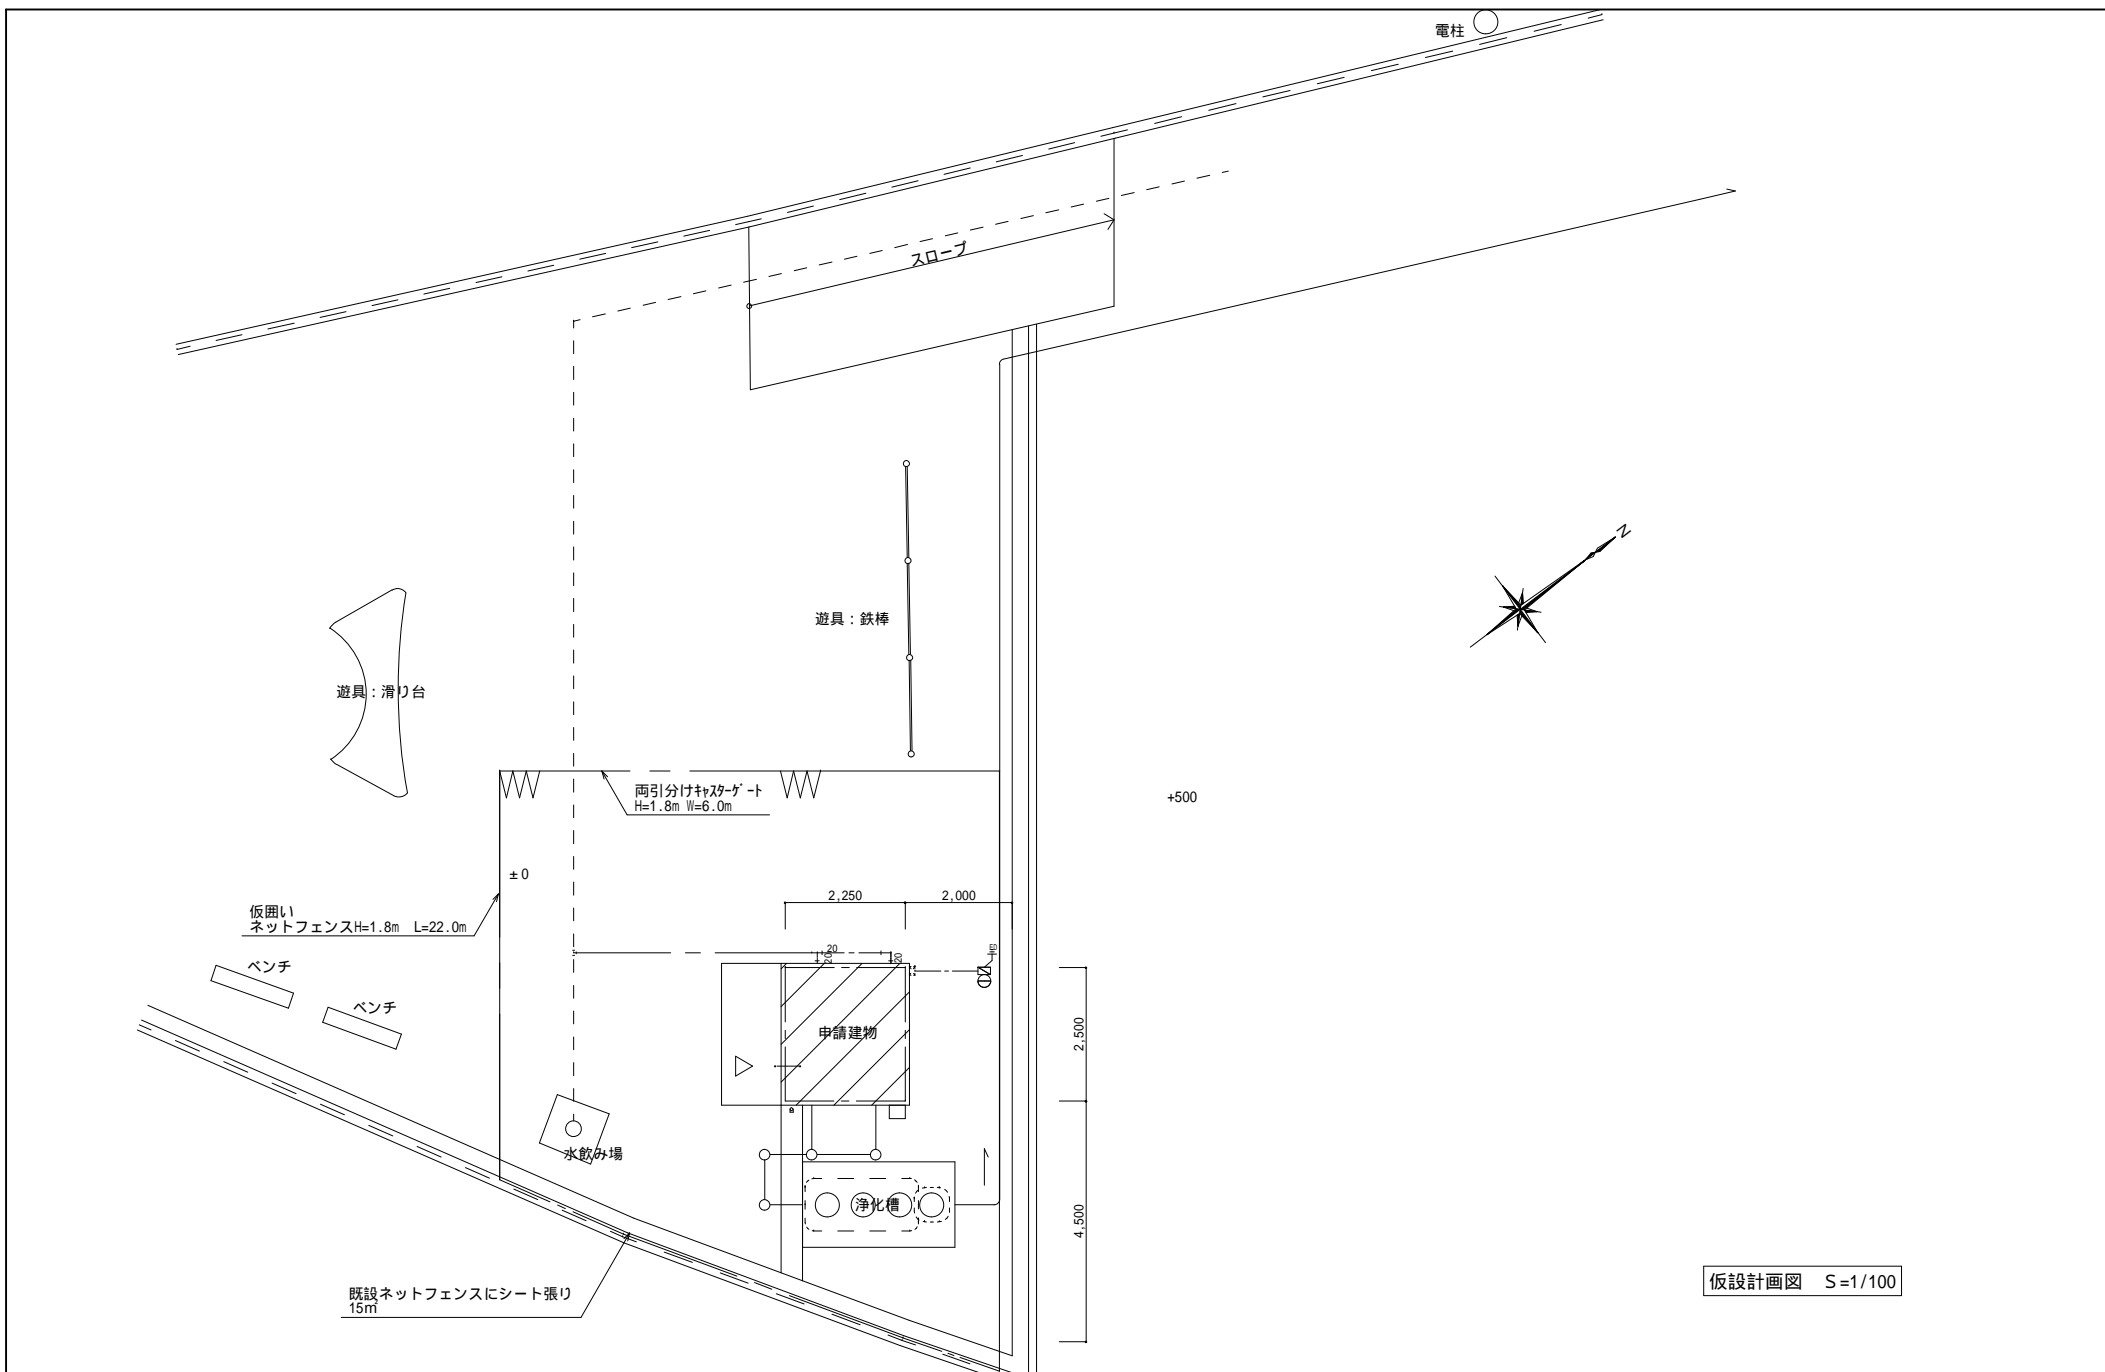 電柱
スロープ
N
遊具：鉄棒
遊具：滑り台
両引分けｷｬｽﾀｰｹﾞｰﾄ
H=1.8m W=6.0m
+500
±0
2,250
2,000
仮囲い
ネットフェンスH=1.8m L=22.0m
20
20
20
ベンチ
ベンチ
申請建物
2,500
水飲み場
浄化槽
4,500
既設ネットフェンスにシート張り
15㎡
仮設計画図 S=1/100